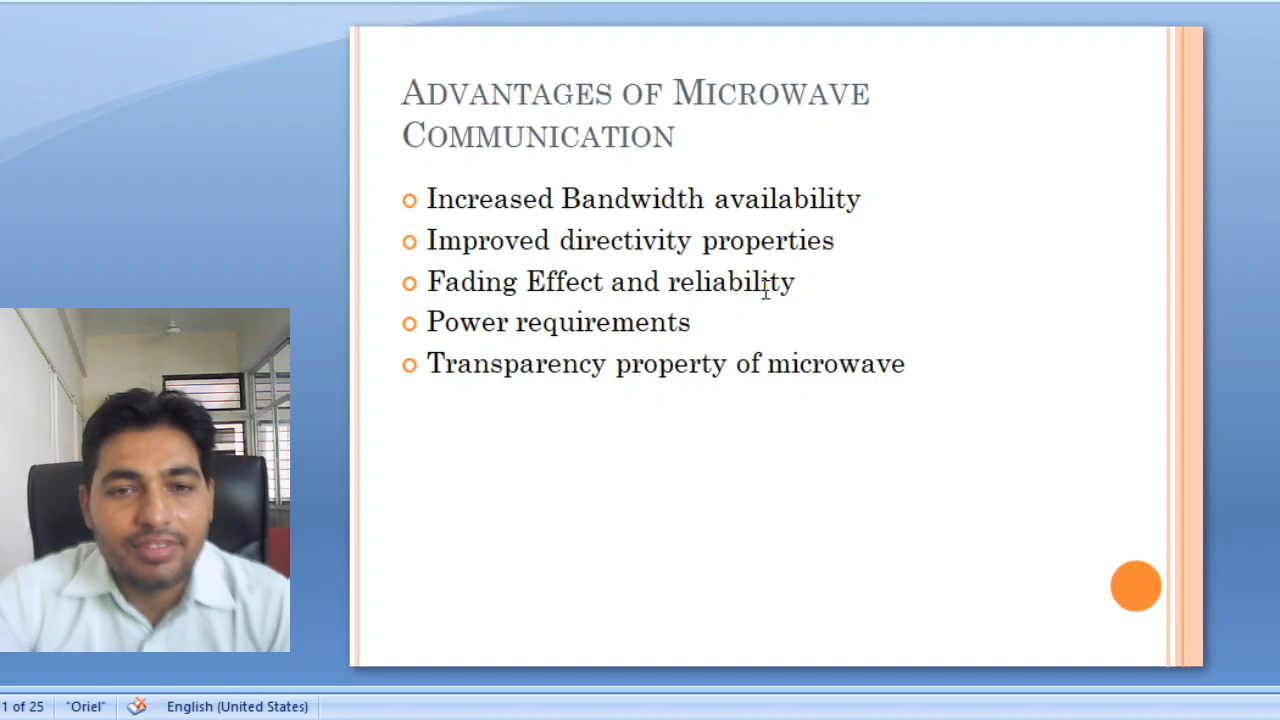 ADVANTAGES OF MICROWAVE
COMMUNICATION
Increased Bandwidth availability
Improved directivity properties
Fading Effect and reliability
Power requirements
Transparency property of microwave
1 of 25 "Oriel" English (United States)